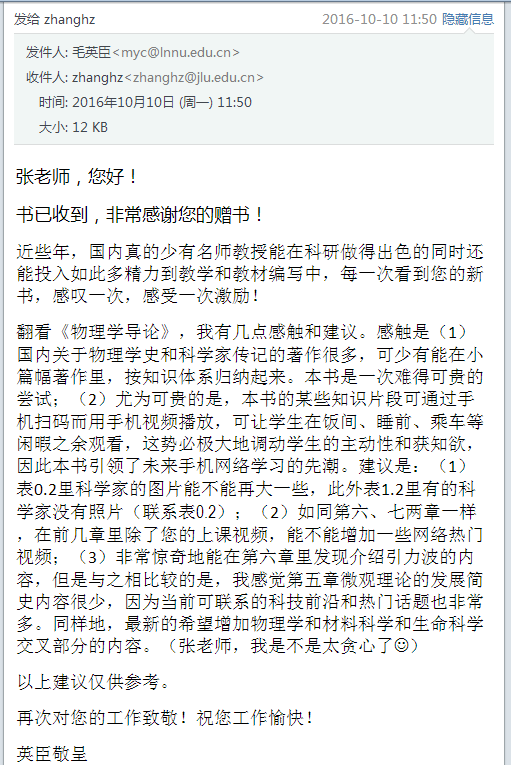 发给 zhanghz 2016-10-10 11:50 隐藏信息
发件人: 毛英臣<myc@lnnu.edu.cn>
收件人: zhanghz<zhanghz@jlu.edu.cn>
时间: 2016年10月10日 (周一) 11:50
大小: 12 KB
张老师，您好！
书已收到，非常感谢您的赠书！
近些年，国内真的少有名师教授能在科研做得出色的同时还
能投入如此多精力到教学和教材编写中，每一次看到您的新
书，感叹一次，感受一次激励！
翻看《物理学导论》，我有几点感触和建议。感触是（1）
国内关于物理学史和科学家传记的著作很多，可少有能在小
篇幅著作里，按知识体系归纳起来。本书是一次难得可贵的
尝试；（2）尤为可贵的是，本书的某些知识片段可通过手
机扫码而用手机视频播放，可让学生在饭间、睡前、乘车等
闲暇之余观看，这势必极大地调动学生的主动性和获知欲，
因此本书引领了未来手机网络学习的先潮。建议是：（1）
表0.2里科学家的图片能不能再大一些，此外表1.2里有的科
学家没有照片（联系表0.2）；（2）如同第六、七两章一样
，在前几章里除了您的上课视频，能不能增加一些网络热门
视频；（3）非常惊奇地能在第六章里发现介绍引力波的内
容，但是与之相比较的是，我感觉第五章微观理论的发展简
史内容很少，因为当前可联系的科技前沿和热门话题也非常
多。同样地，最新的希望增加物理学和材料科学和生命科学
交叉部分的内容。（张老师，我是不是太贪心了☺）
以上建议仅供参考。
再次对您的工作致敬！祝您工作愉快！
英臣敬呈